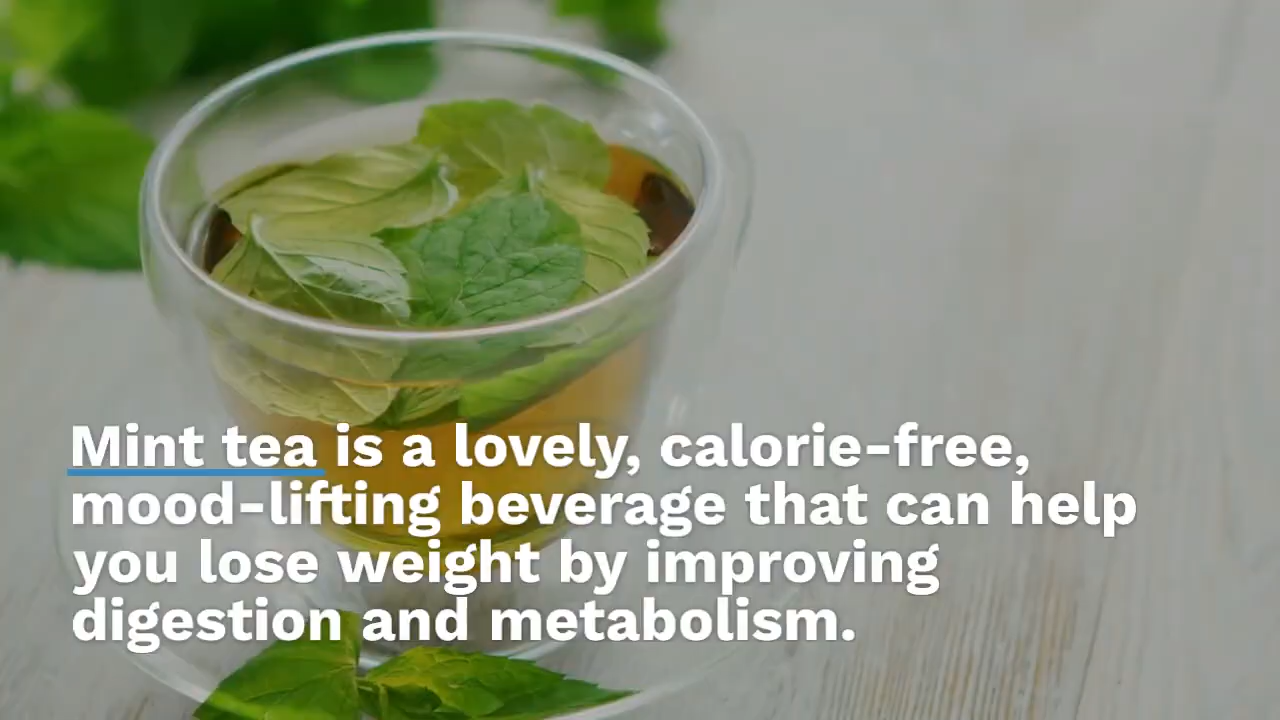 Mint tea is a lovely, calorie-free,
mood-lifting beverage that can help
you lose weight by improving
digestion and metabolism.